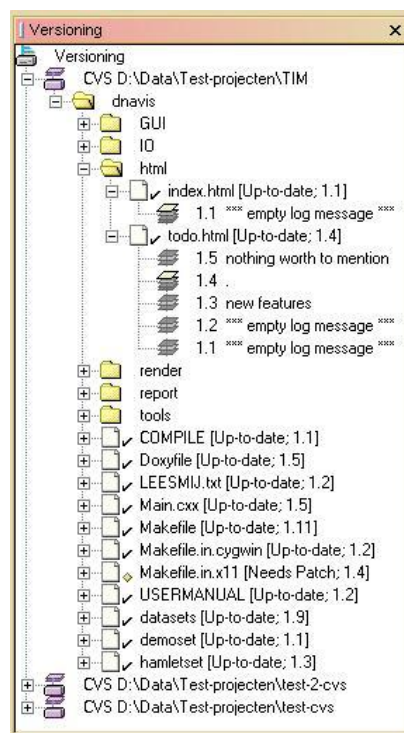 Versioning
Versioning
CVS D:\Data\Test-projecten\TIM
dnavis
GUI
IO
html
index.html [Up-to-date; 1.1]
1.1 *** empty log message ***
todo.html [Up-to-date; 1.4]
1.5 nothing worth to mention
1.4 .
1.3 new features
1.2 *** empty log message ***
1.1 *** empty log message ***
render
report
tools
COMPILE [Up-to-date; 1.1]
Doxyfile [Up-to-date; 1.5]
LEESMIJ.txt [Up-to-date; 1.2]
Main.cxx [Up-to-date; 1.5]
Makefile [Up-to-date; 1.11]
Makefile.in.cygwin [Up-to-date; 1.2]
Makefile.in.x11 [Needs Patch; 1.4]
USERMANUAL [Up-to-date; 1.2]
datasets [Up-to-date; 1.9]
demoset [Up-to-date; 1.1]
hamletset [Up-to-date; 1.3]
CVS D:\Data\Test-projecten\test-2-cvs
CVS D:\Data\Test-projecten\test-cvs